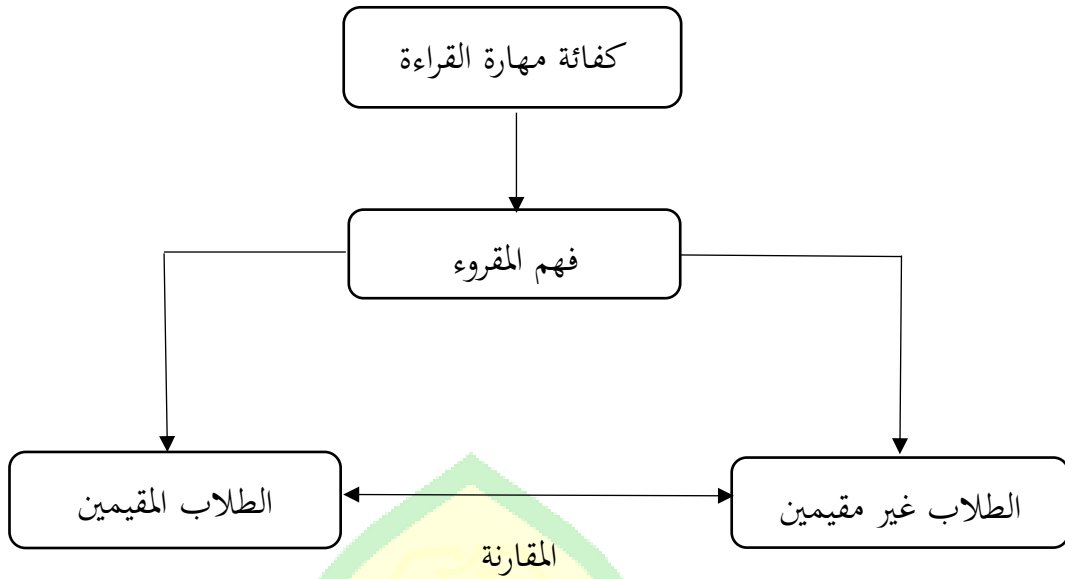 كفائة مهارة القراءة
فهم المقروء
الطلاب غير مقيمين
الطلاب المقيمين
المقارنة